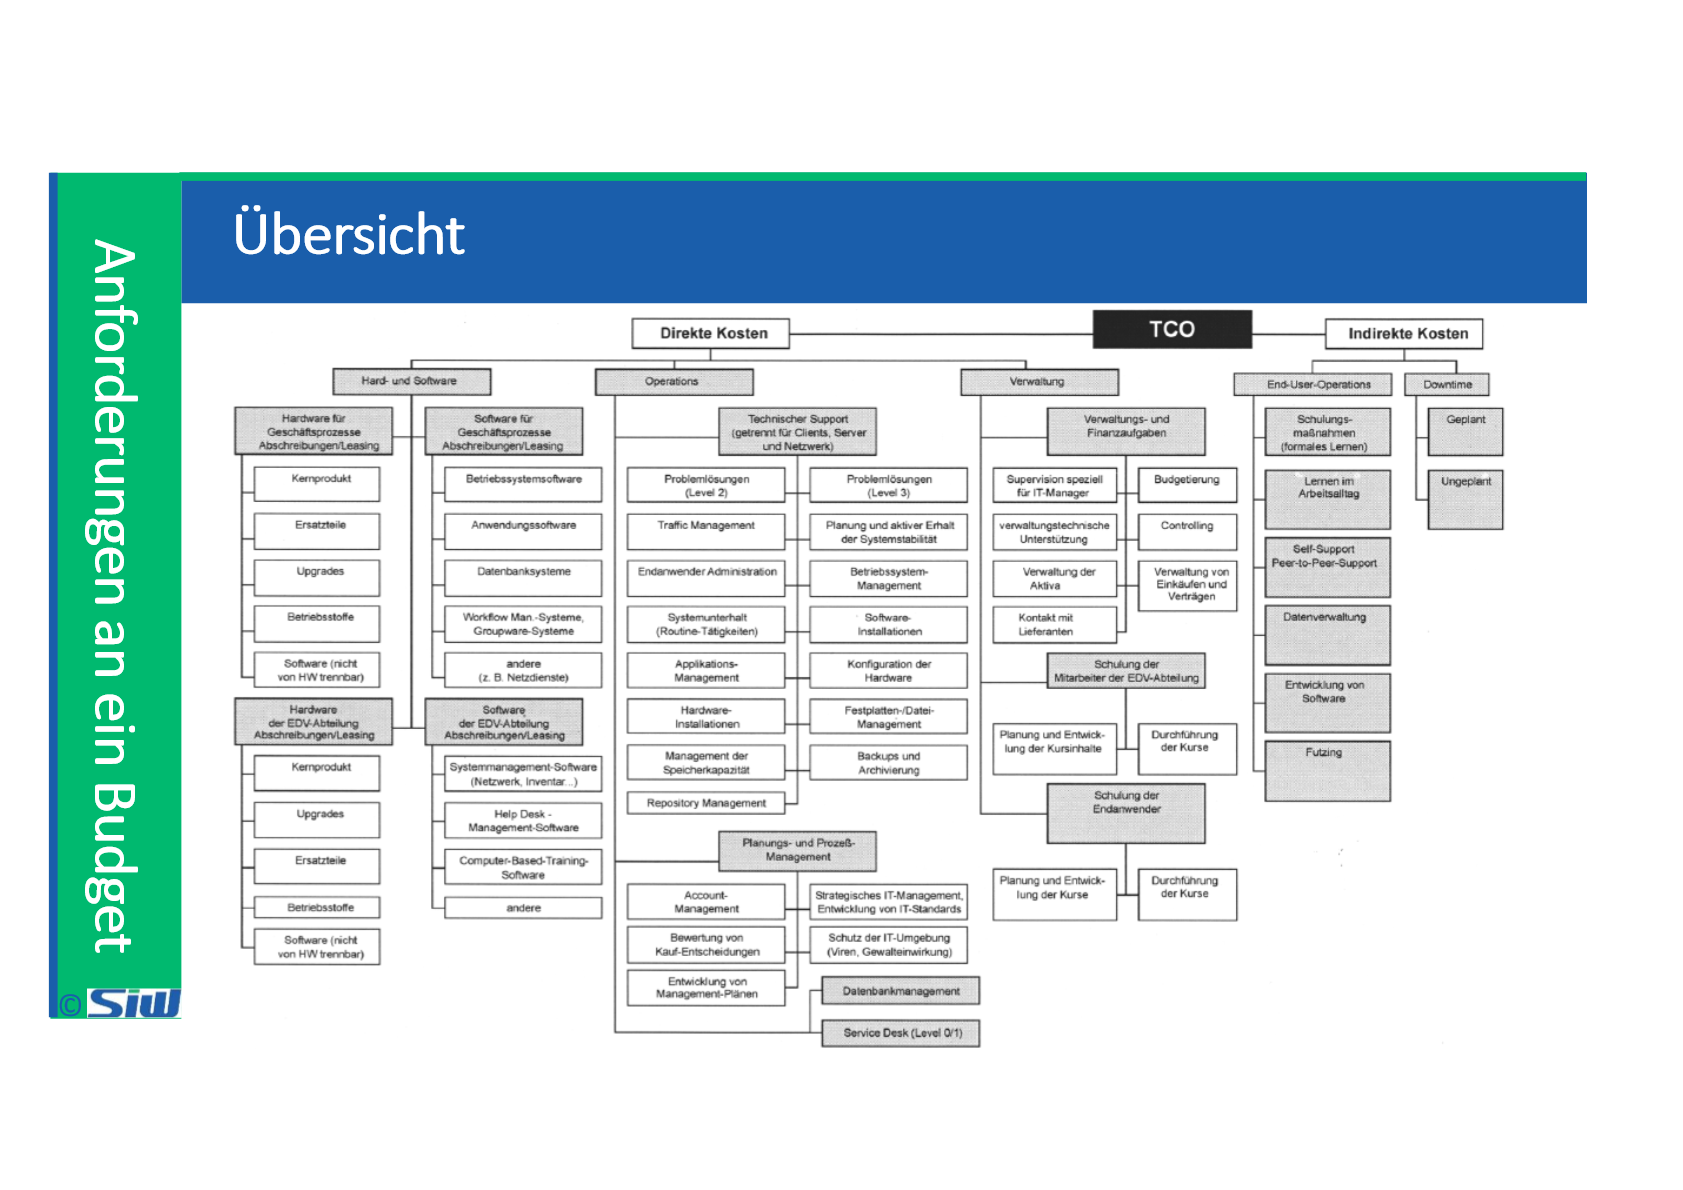 Übersicht
Anforderungen an ein Budget
© SiW
TCO
Direkte Kosten
Indirekte Kosten
Hard- und Software
Operations
Verwaltung
End-User-Operations
Downtime
Hardware für
Geschäftsprozesse
Abschreibungen/Leasing
Kernprodukt
Ersatzteile
Upgrades
Betriebsstoffe
Software (nicht
von HW trennbar)
Hardware
der EDV-Abteilung
Abschreibungen/Leasing
Kernprodukt
Upgrades
Ersatzteile
Betriebsstoffe
Software (nicht
von HW trennbar)
Software für
Geschäftsprozesse
Abschreibungen/Leasing
Betriebssystemsoftware
Anwendungssoftware
Datenbanksysteme
Workflow Man.-Systeme,
Groupware-Systeme
andere
(z. B. Netzdienste)
Software
der EDV-Abteilung
Abschreibungen/Leasing
Systemmanagement-Software
(Netzwerk, Inventar...)
Help Desk -
Management-Software
Computer-Based-Training-
Software
andere
Technischer Support
(getrennt für Clients, Server
und Netzwerk)
Problemlösungen
(Level 2)
Traffic Management
Endanwender Administration
Systemunterhalt
(Routine-Tätigkeiten)
Applikations-
Management
Hardware-
Installationen
Management der
Speicherkapazität
Repository Management
Problemlösungen
(Level 3)
Planung und aktiver Erhalt
der Systemstabilität
Betriebssystem-
Management
Software-
Installationen
Konfiguration der
Hardware
Festplatten-/Datei-
Management
Backups und
Archivierung
Planungs- und Prozeß-
Management
Account-
Management
Bewertung von
Kauf-Entscheidungen
Entwicklung von
Management-Plänen
Strategisches IT-Management,
Entwicklung von IT-Standards
Schutz der IT-Umgebung
(Viren, Gewalteinwirkung)
Datenbankmanagement
Service Desk (Level 0/1)
Verwaltungs- und
Finanzaufgaben
Supervision speziell
für IT-Manager
verwaltungstechnische
Unterstützung
Verwaltung der
Aktiva
Kontakt mit
Lieferanten
Budgetierung
Controlling
Verwaltung von
Einkäufen und
Verträgen
Schulung der
Mitarbeiter der EDV-Abteilung
Planung und Entwick-
lung der Kursinhalte
Durchführung
der Kurse
Schulung der
Endanwender
Planung und Entwick-
lung der Kurse
Durchführung
der Kurse
Schulungs-
maßnahmen
(formales Lernen)
Lernen im
Arbeitsalltag
Self-Support
Peer-to-Peer-Support
Datenverwaltung
Entwicklung von
Software
Futzing
Geplant
Ungeplant